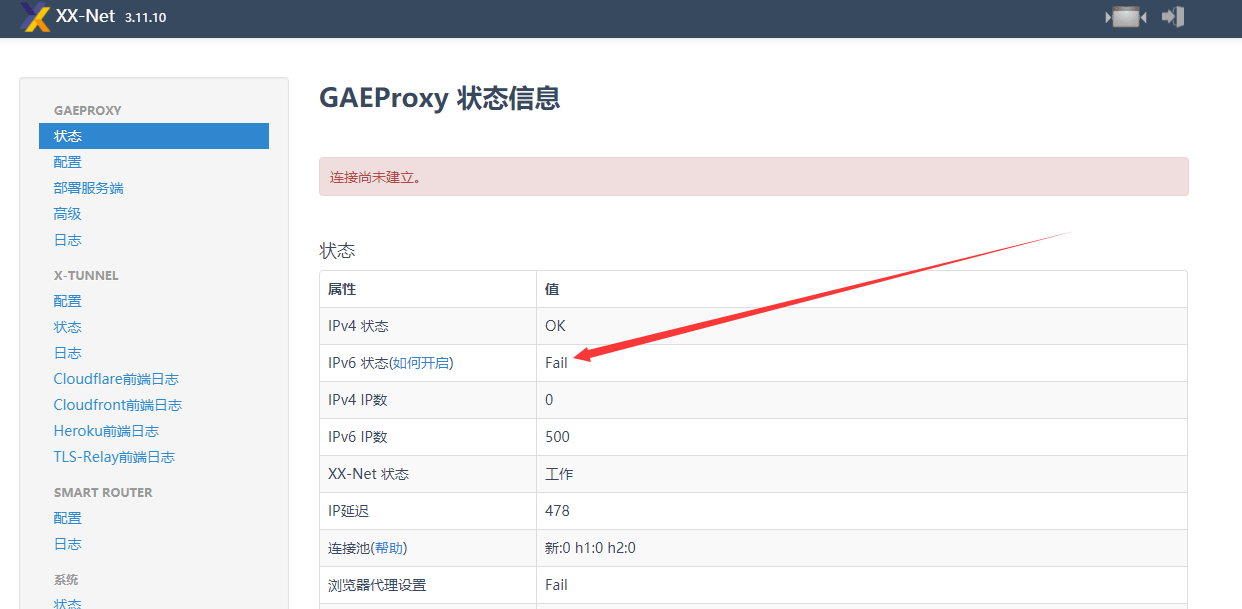 XX-Net 3.11.10
GAEPROXY
状态
配置
部署服务端
高级
日志
X-TUNNEL
配置
状态
日志
Cloudflare前端日志
Cloudfront前端日志
Heroku前端日志
TLS-Relay前端日志
SMART ROUTER
配置
日志
系统
状态
GAEProxy 状态信息
连接尚未建立。
状态
属性 值
IPv4 状态 OK
IPv6 状态(如何开启) Fail
IPv4 IP数 0
IPv6 IP数 500
XX-Net 状态 工作
IP延迟 478
连接池(帮助) 新:0 h1:0 h2:0
浏览器代理设置 Fail